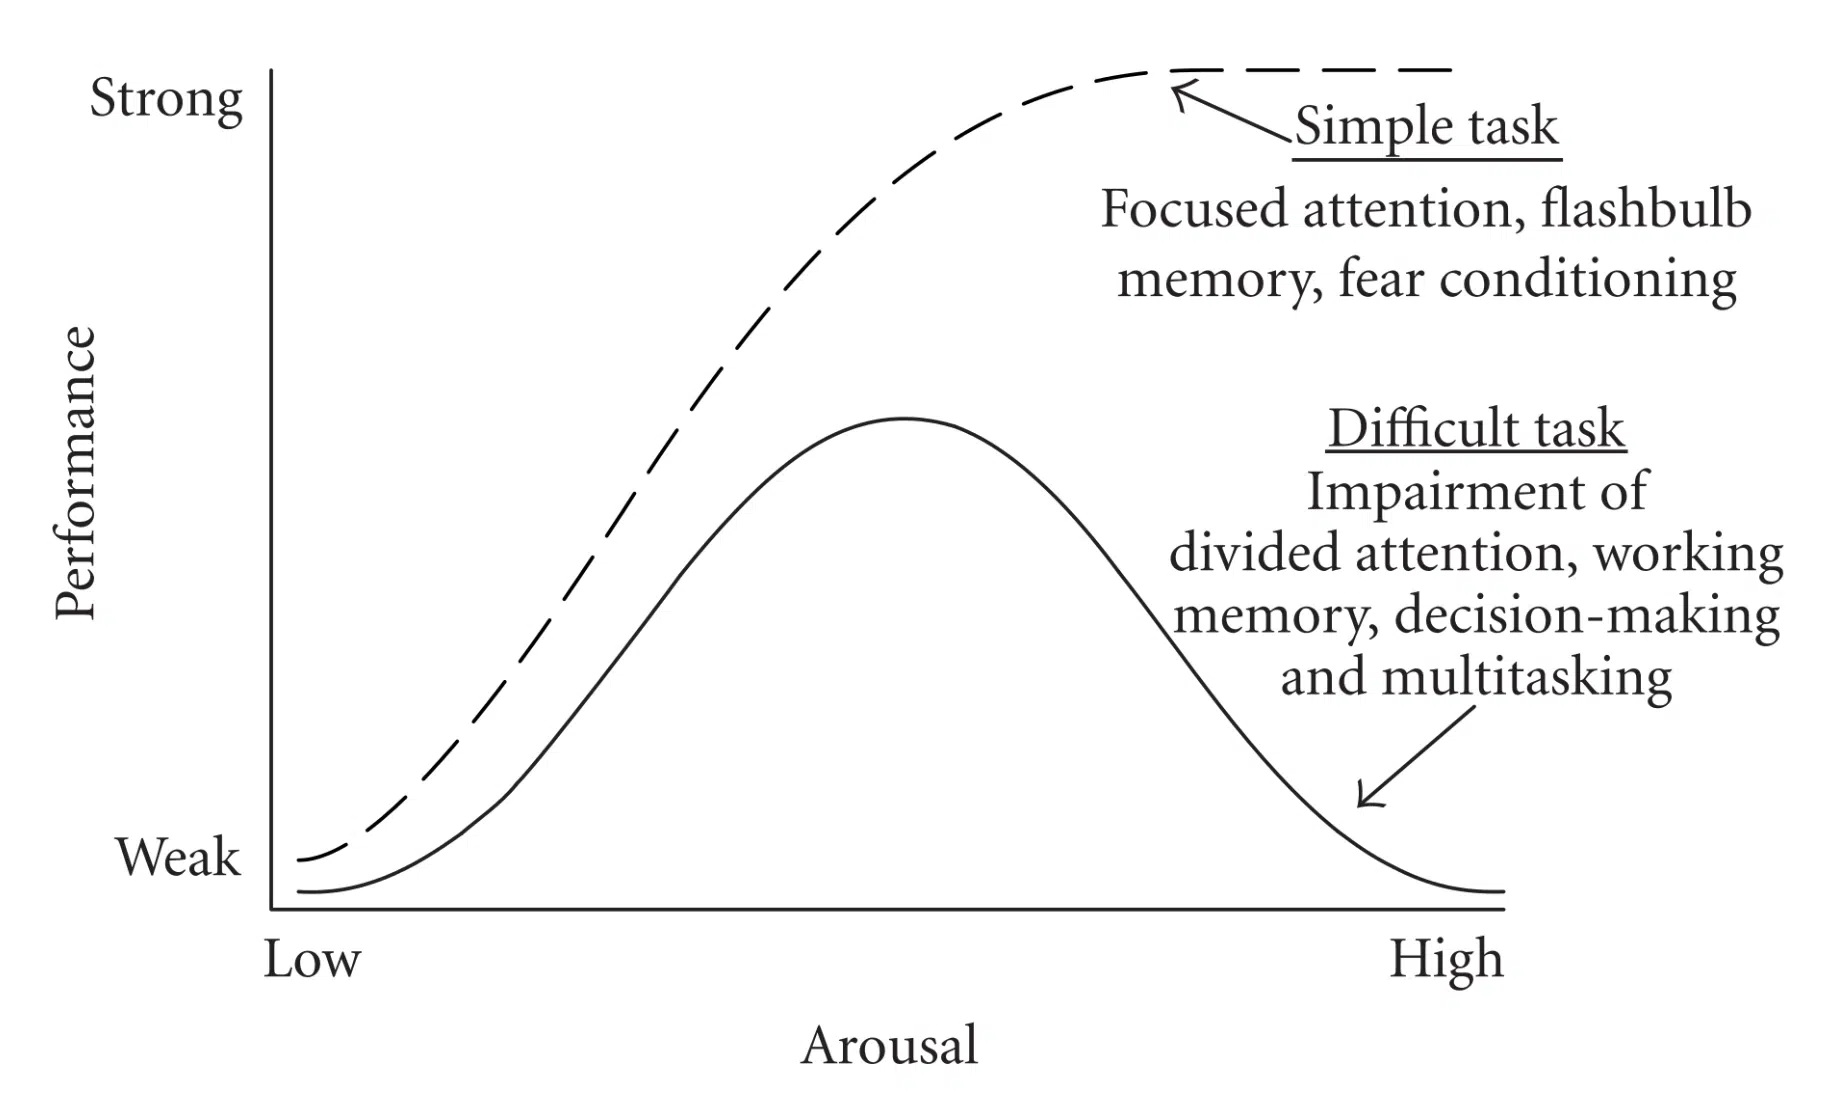 Strong
Simple task
Focused attention, flashbulb
memory, fear conditioning
Performance
Difficult task
Impairment of
divided attention, working
memory, decision-making
and multitasking
Weak
Low
High
Arousal